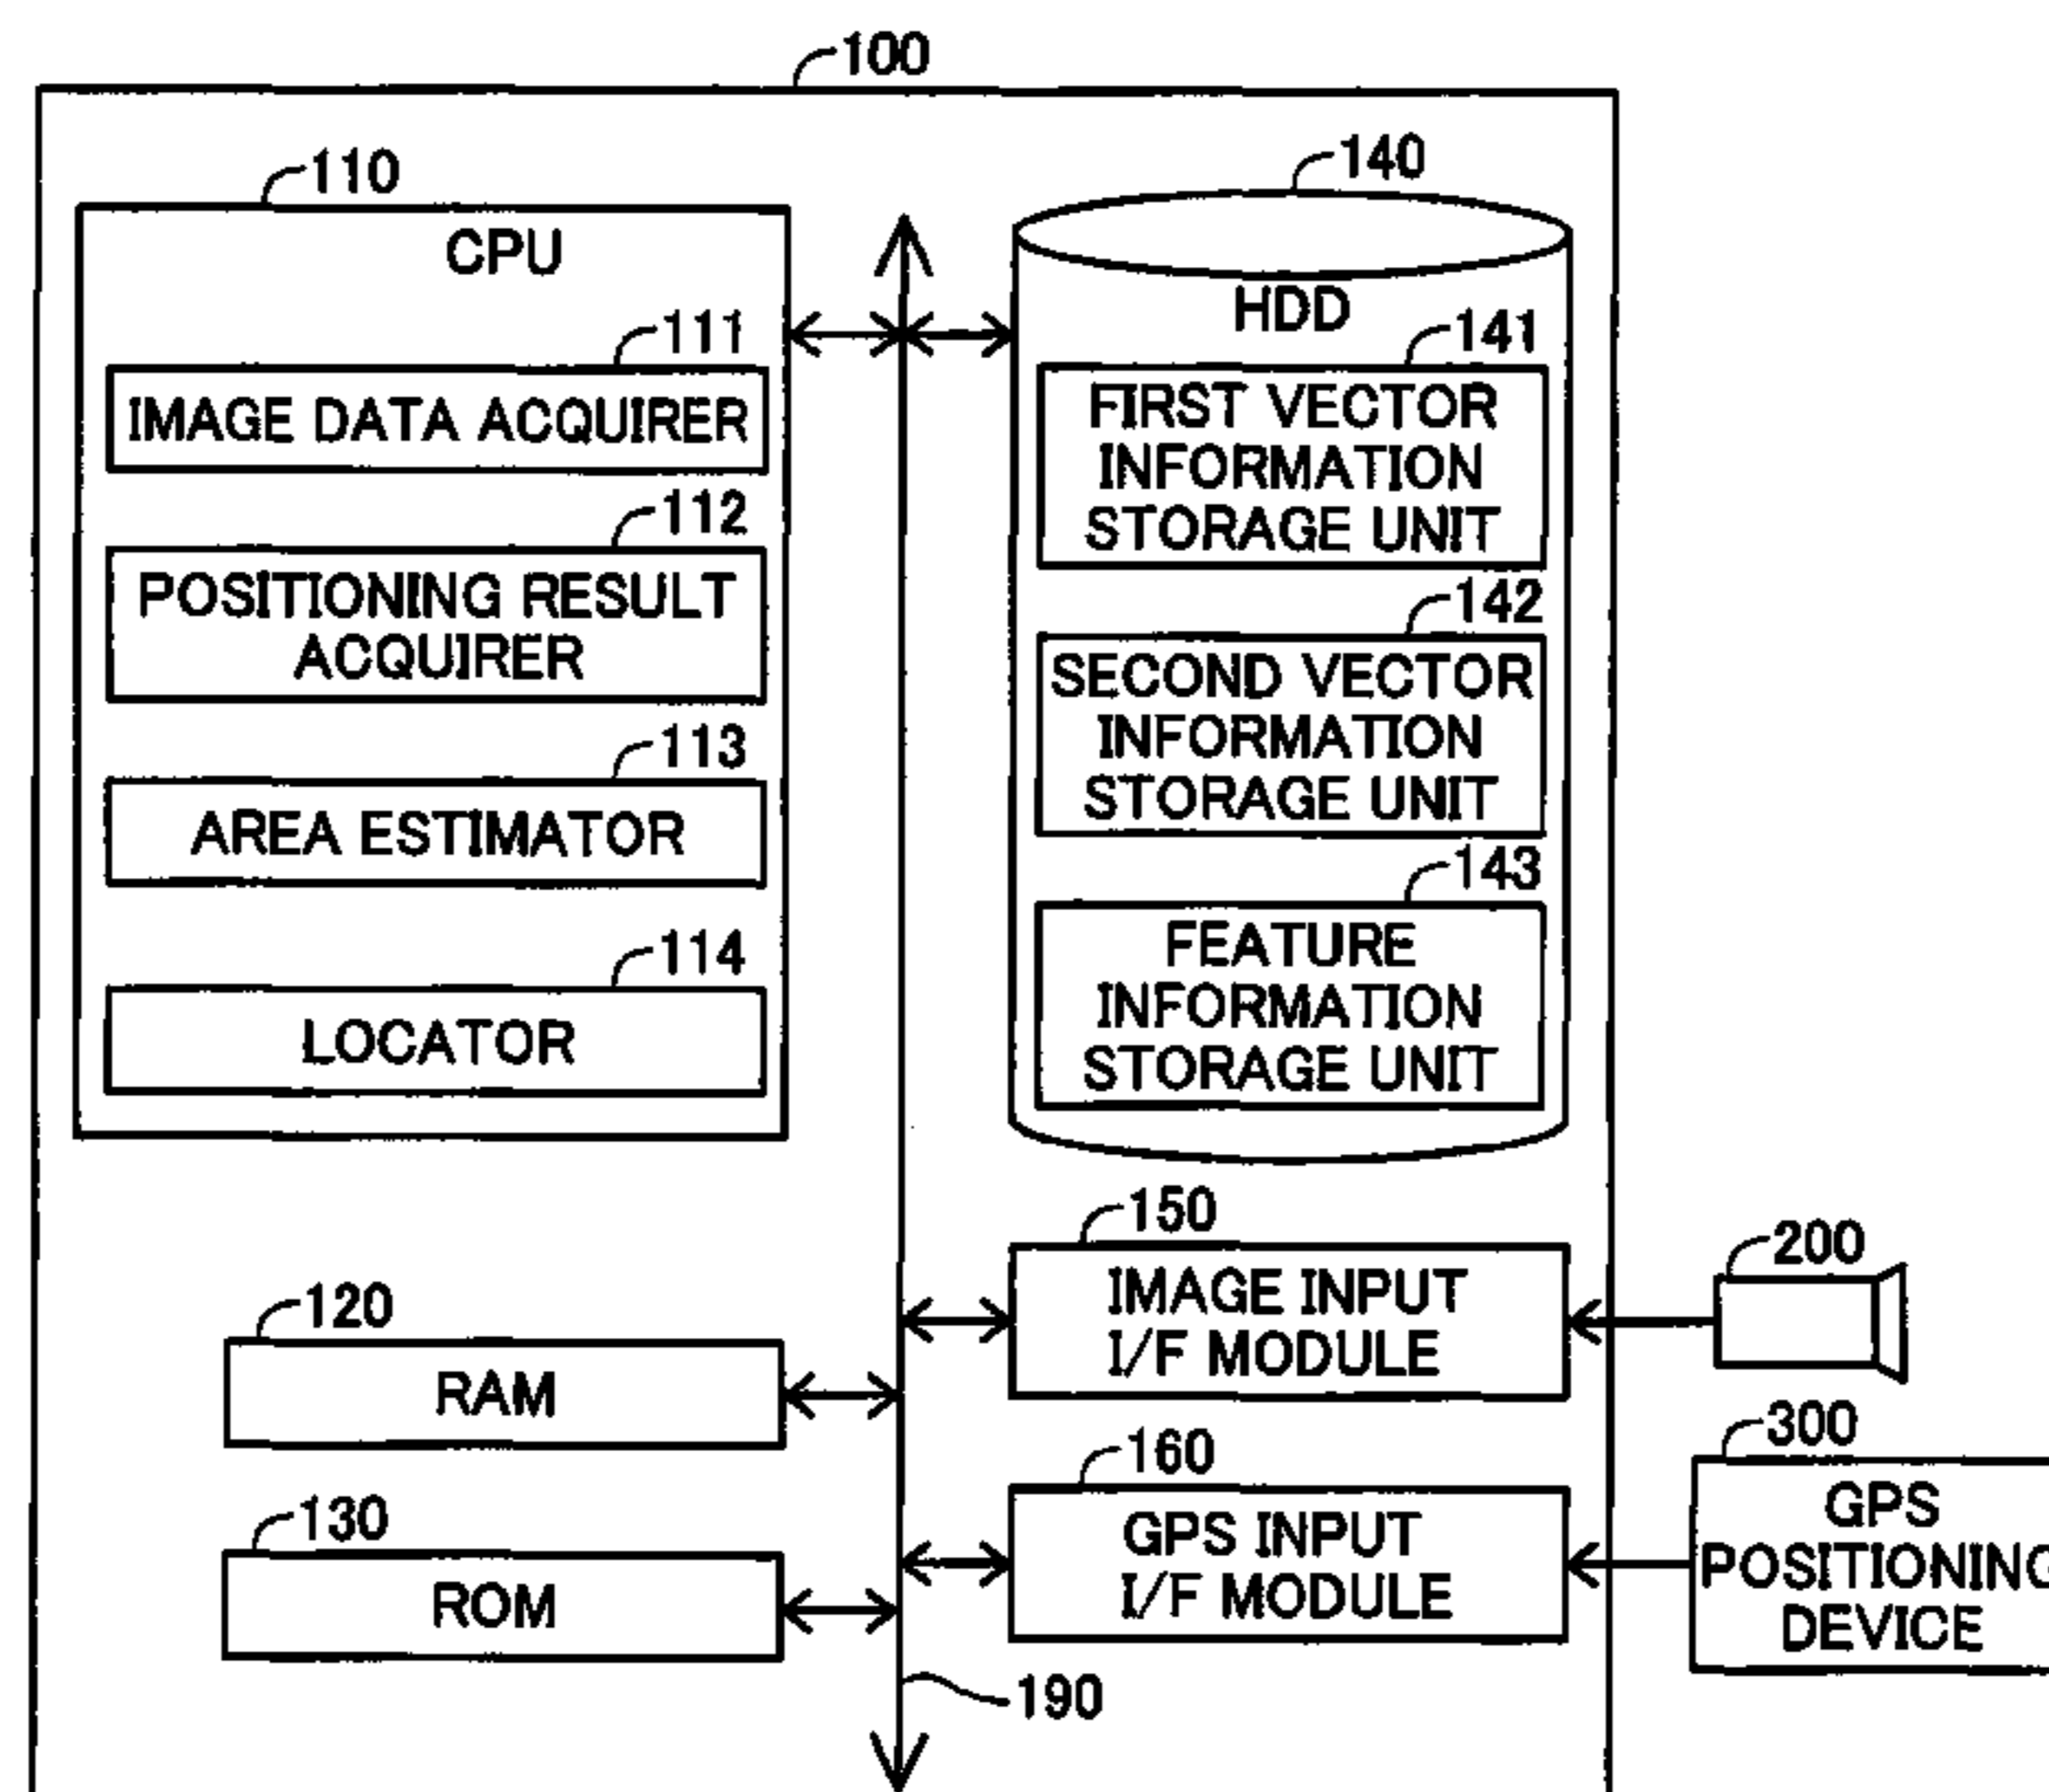 100
110
CPU
111
IMAGE DATA ACQUIRER
112
POSITIONING RESULT
ACQUIRER
113
AREA ESTIMATOR
114
LOCATOR
140
HDD
141
FIRST VECTOR
INFORMATION
STORAGE UNIT
142
SECOND VECTOR
INFORMATION
STORAGE UNIT
143
FEATURE
INFORMATION
STORAGE UNIT
120
RAM
130
ROM
150
IMAGE INPUT
I/F MODULE
160
GPS INPUT
I/F MODULE
190
200
300
GPS
POSITIONING
DEVICE